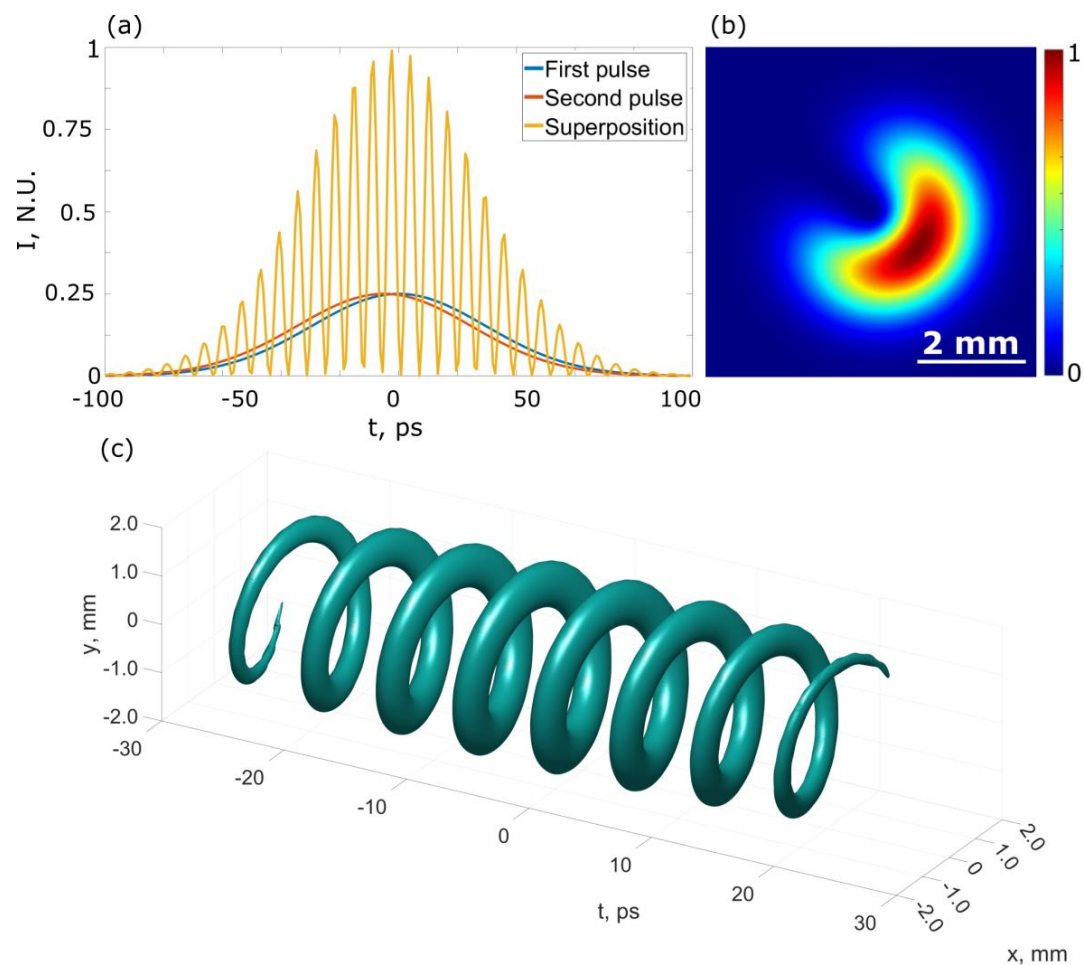 (a)
1
0.75
0.5
0.25
0
I, N.U.
First pulse
Second pulse
Superposition
-100
-50
0
50
100
t, ps
(b)
2 mm
1
0
(c)
2.0
1.0
0
-1.0
-2.0
y, mm
-30
-20
-10
0
10
20
30
t, ps
2.0
1.0
0
-1.0
-2.0
x, mm